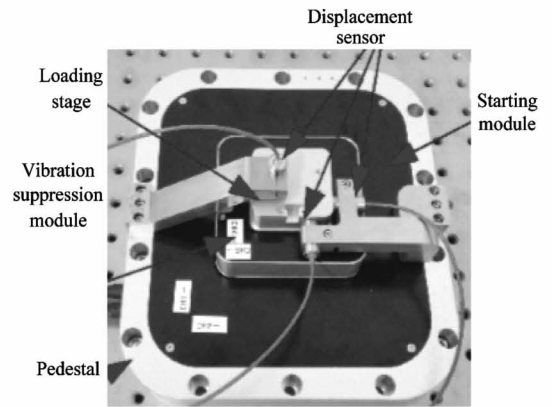 Displacement
sensor
Loading
stage
Starting
module
Vibration
suppression
module
Pedestal